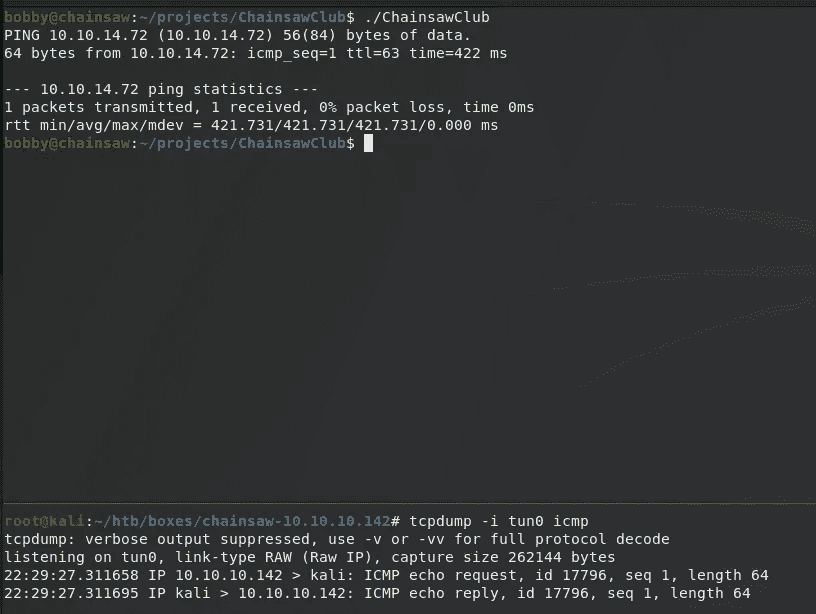 bobby@chainsaw:~/projects/ChainsawClub$ ./ChainsawClub
PING 10.10.14.72 (10.10.14.72) 56(84) bytes of data.
64 bytes from 10.10.14.72: icmp_seq=1 ttl=63 time=422 ms

--- 10.10.14.72 ping statistics ---
1 packets transmitted, 1 received, 0% packet loss, time 0ms
rtt min/avg/max/mdev = 421.731/421.731/421.731/0.000 ms
bobby@chainsaw:~/projects/ChainsawClub$
root@kali:~/htb/boxes/chainsaw-10.10.10.142# tcpdump -i tun0 icmp
tcpdump: verbose output suppressed, use -v or -vv for full protocol decode
listening on tun0, link-type RAW (Raw IP), capture size 262144 bytes
22:29:27.311658 IP 10.10.10.142 > kali: ICMP echo request, id 17796, seq 1, length 64
22:29:27.311695 IP kali > 10.10.10.142: ICMP echo reply, id 17796, seq 1, length 64